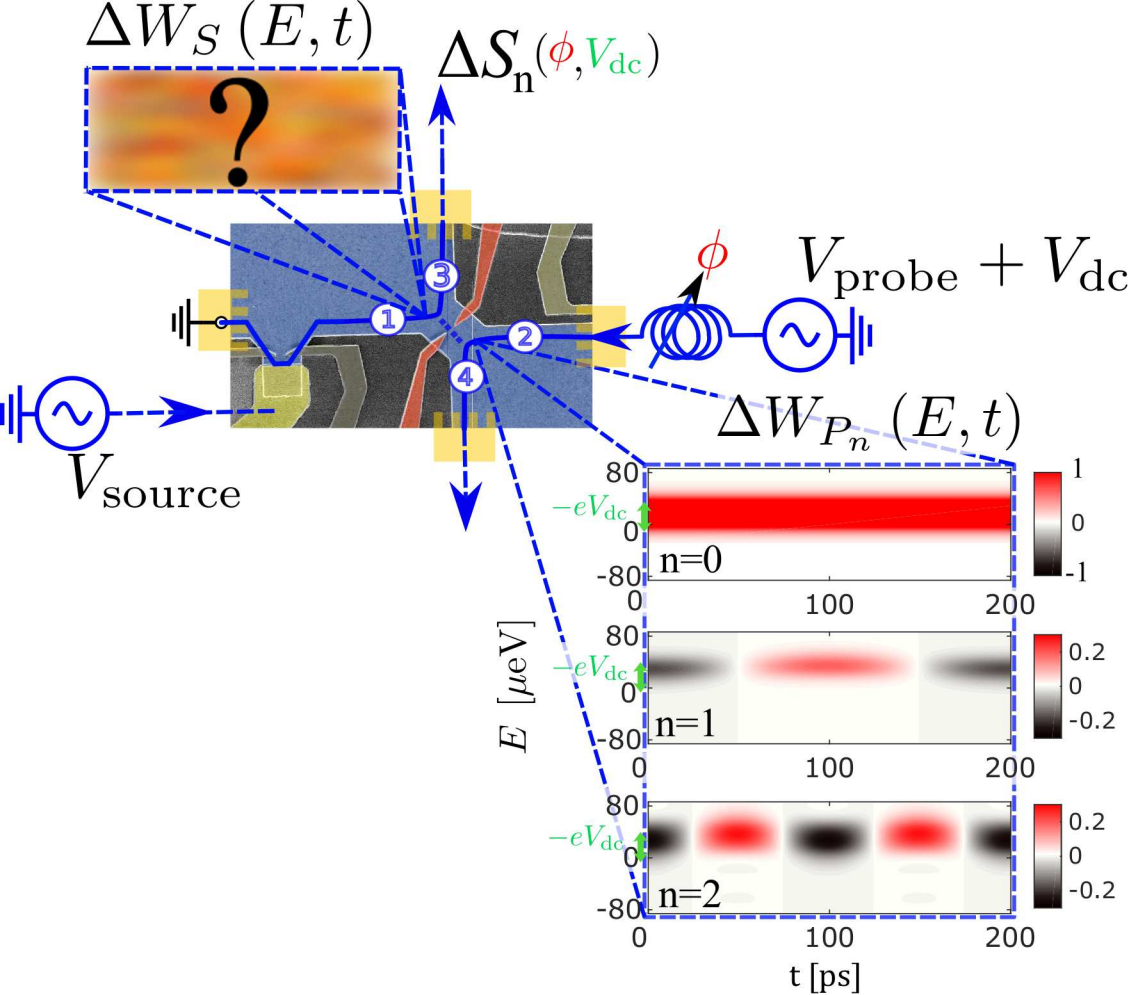 ΔW_S (E, t)
?
ΔS_n(ϕ,V_dc)
3
1
2
4
ϕ
V_probe + V_dc
V_source
ΔW_{P_n} (E, t)
80
−eV_dc
0
-80
n=0
0 100 200
1
0
-1
80
−eV_dc
0
-80
n=1
0 100 200
0.2
0
-0.2
80
−eV_dc
0
-80
n=2
0 100 200
0.2
0
-0.2
E [μeV]
t [ps]